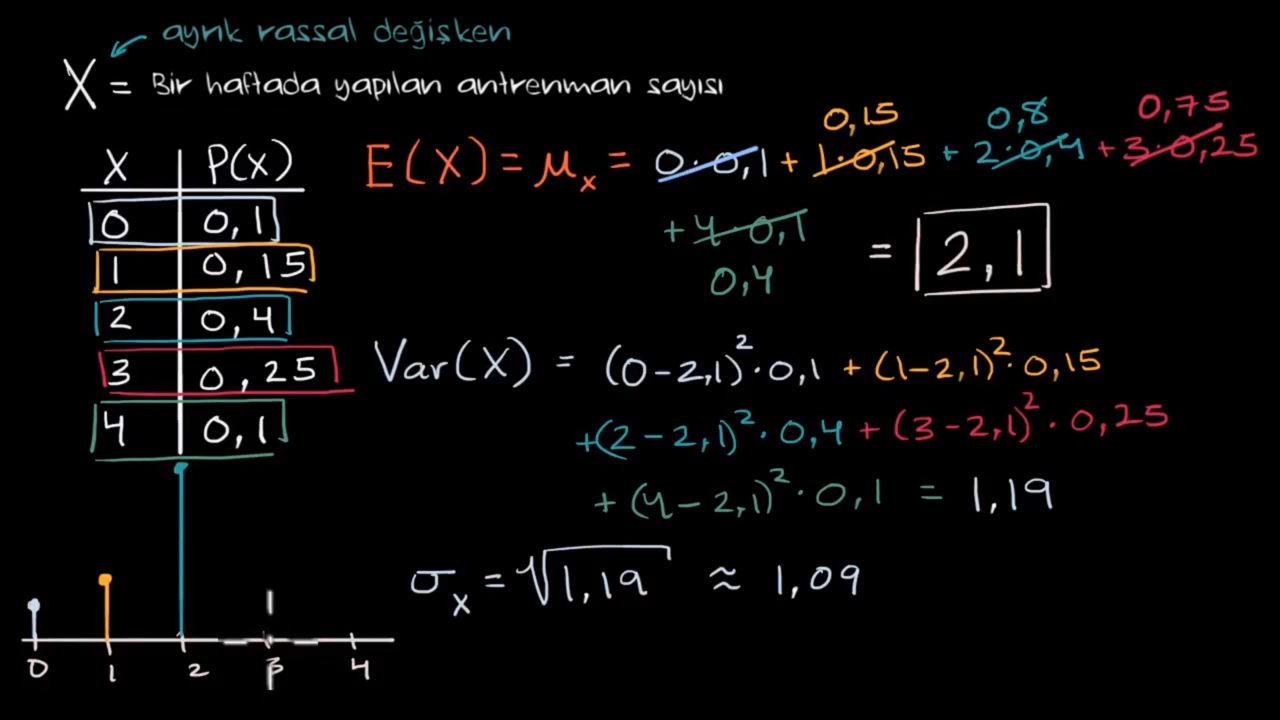 ayrık rassal değişken
X = Bir haftada yapılan antrenman sayısı
X P(X)
0 0,1
1 0,15
2 0,4
3 0,25
4 0,1
0,15 0,8 0,75
E(X) = μx = 0·0,1 + 1·0,15 + 2·0,4 + 3·0,25
+ 4·0,1 = 2,1
0,4
Var(X) = (0-2,1)²·0,1 + (1-2,1)²·0,15
+(2-2,1)²·0,4 + (3-2,1)²·0,25
+(4-2,1)²·0,1 = 1,19
σx = √1,19 ≈ 1,09
0 1 2 3 4